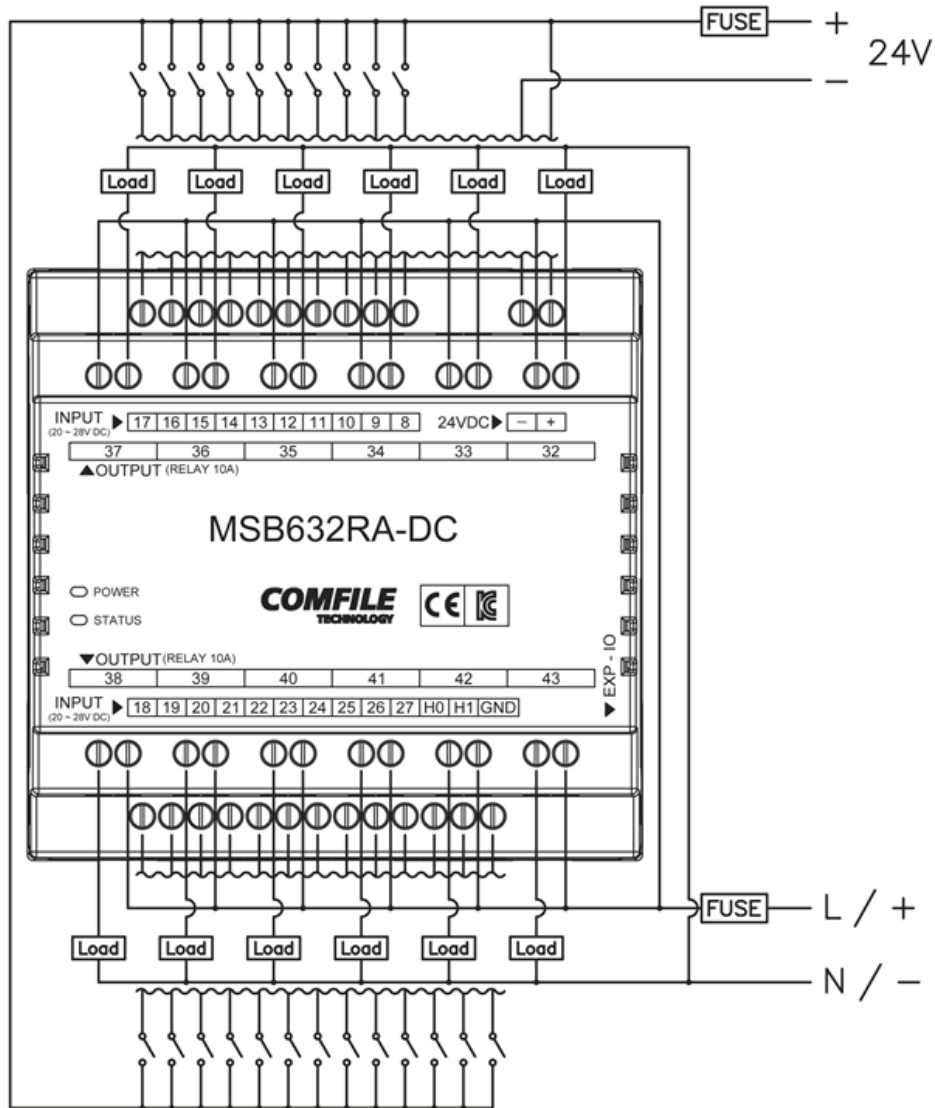 FUSE +
24V
−
Load Load Load Load Load Load
INPUT ▶ 17 16 15 14 13 12 11 10 9 8 24VDC▶ − +
(20 ~ 28V DC)
37 36 35 34 33 32
▲OUTPUT (RELAY 10A)
MSB632RA-DC
POWER
STATUS
COMFILE
TECHNOLOGY
CE
▼OUTPUT(RELAY 10A)
38 39 40 41 42 43
INPUT ▶ 18 19 20 21 22 23 24 25 26 27 H0 H1 GND
(20 ~ 28V DC)
▼ EXP - IO
FUSE L / +
Load Load Load Load Load Load
N / −